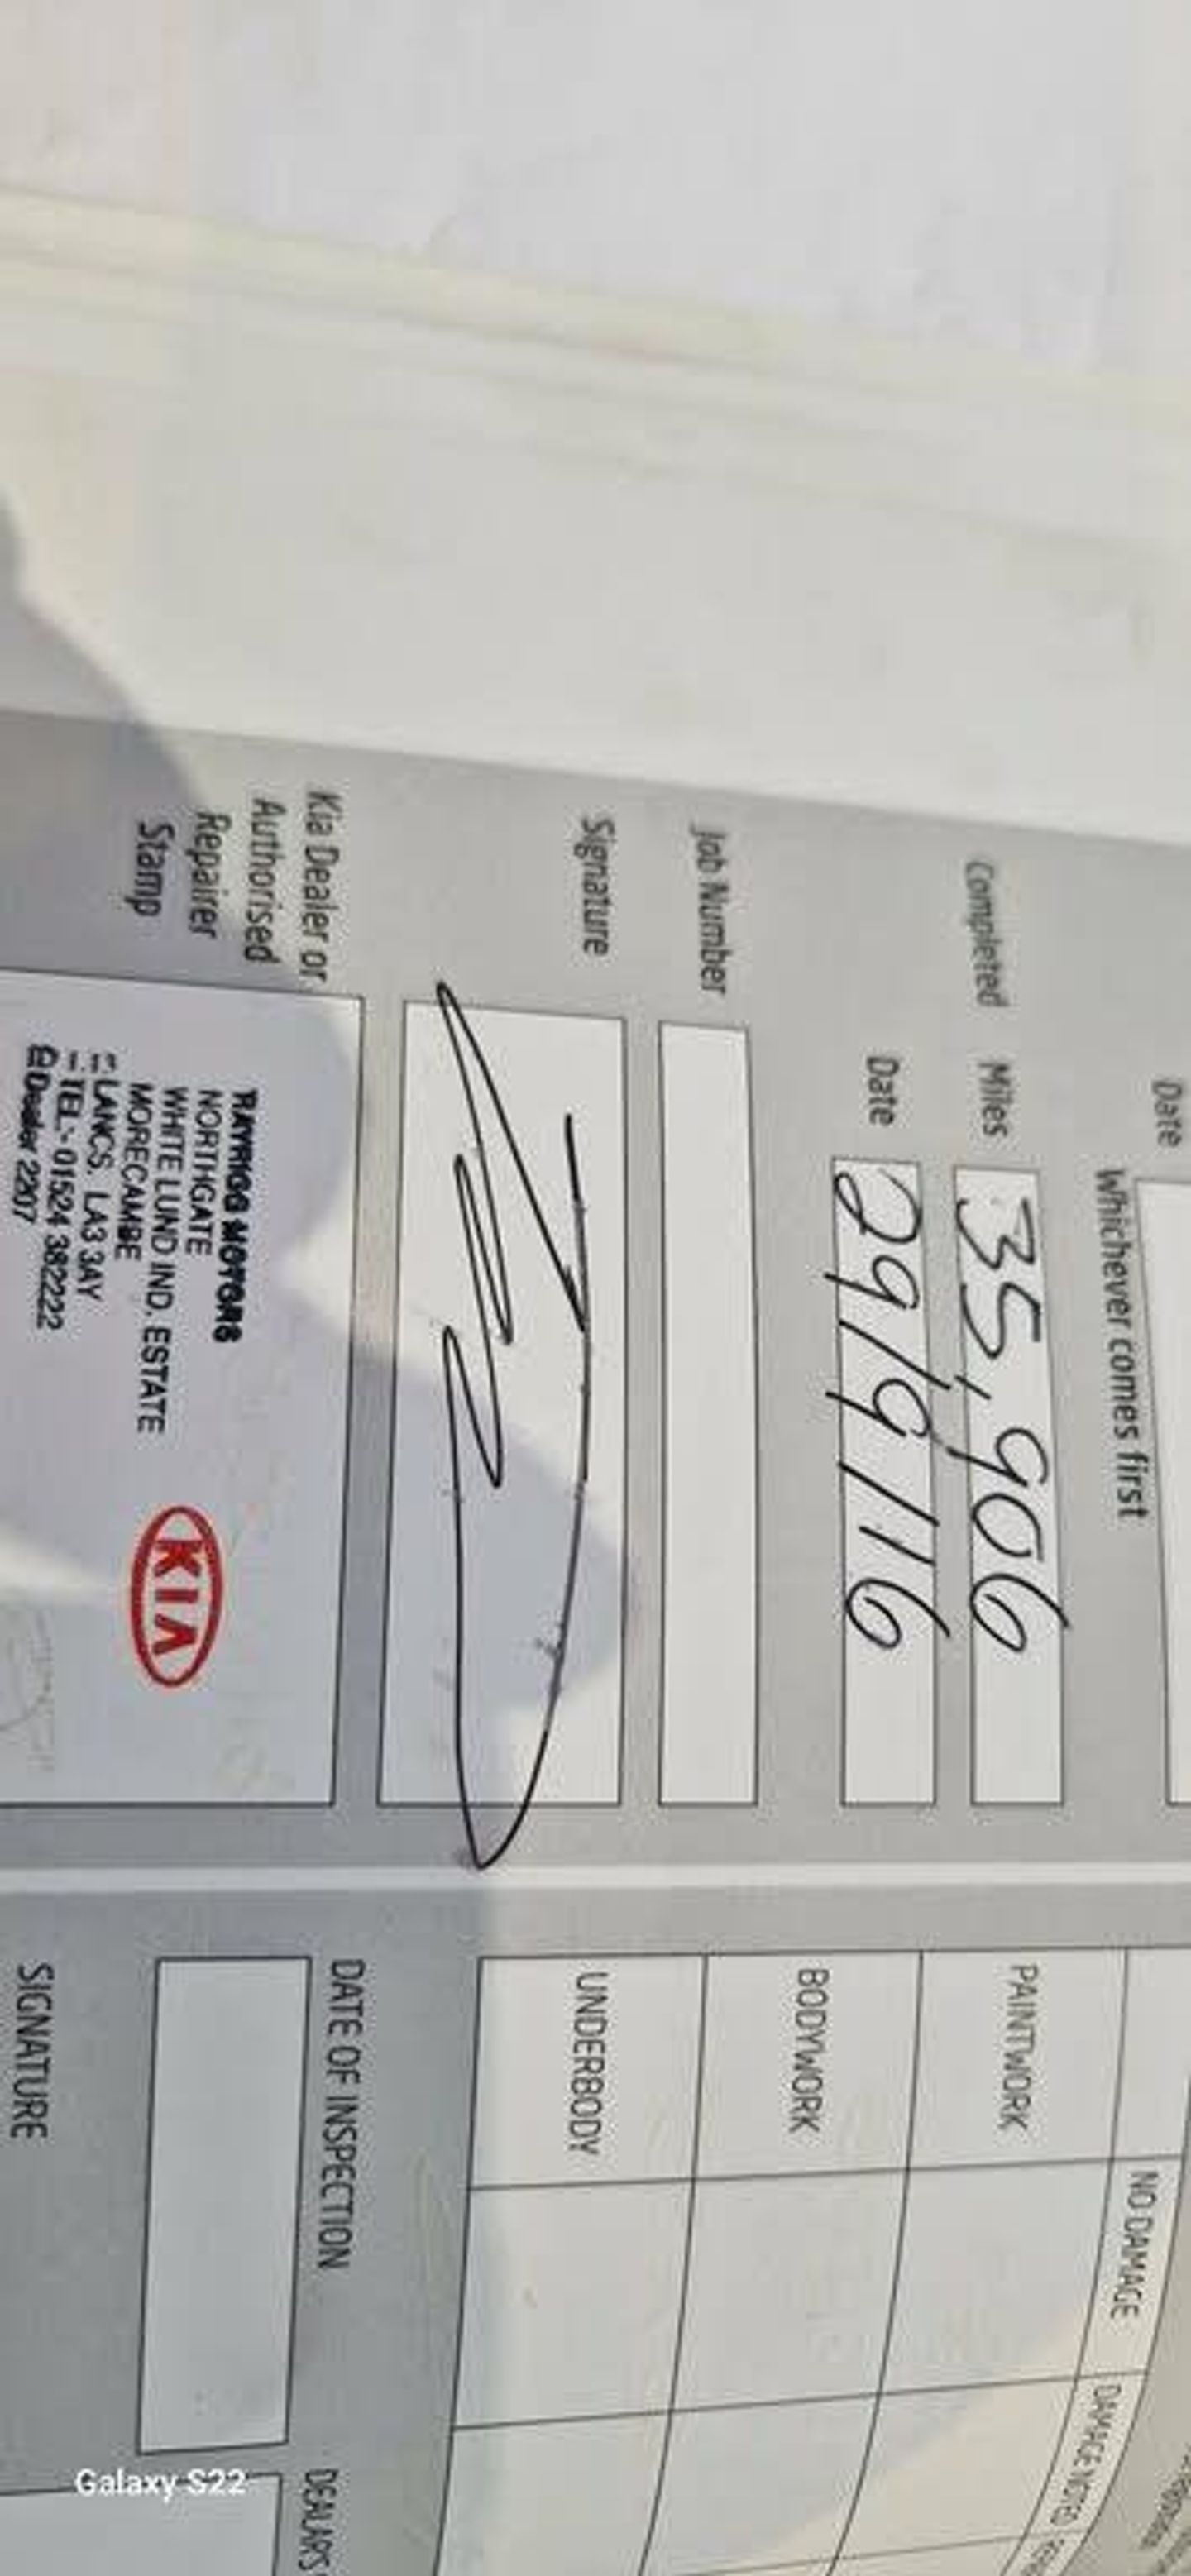 Date
Whichever comes first
Completed Miles 35,906
Date 29/9/16
Job Number
Signature
Kia Dealer or
Authorised
Repairer
Stamp
RAYRIGG MOTORS
NORTHGATE
WHITE LUND IND. ESTATE
MORECAMBE
LANCS. LA3 3AY
TEL:- 01524 382222
Dealer 2207
KIA
NO DAMAGE
DAMAGE NOTED
PAINTWORK
BODYWORK
UNDERBODY
DATE OF INSPECTION
SIGNATURE
Galaxy S22